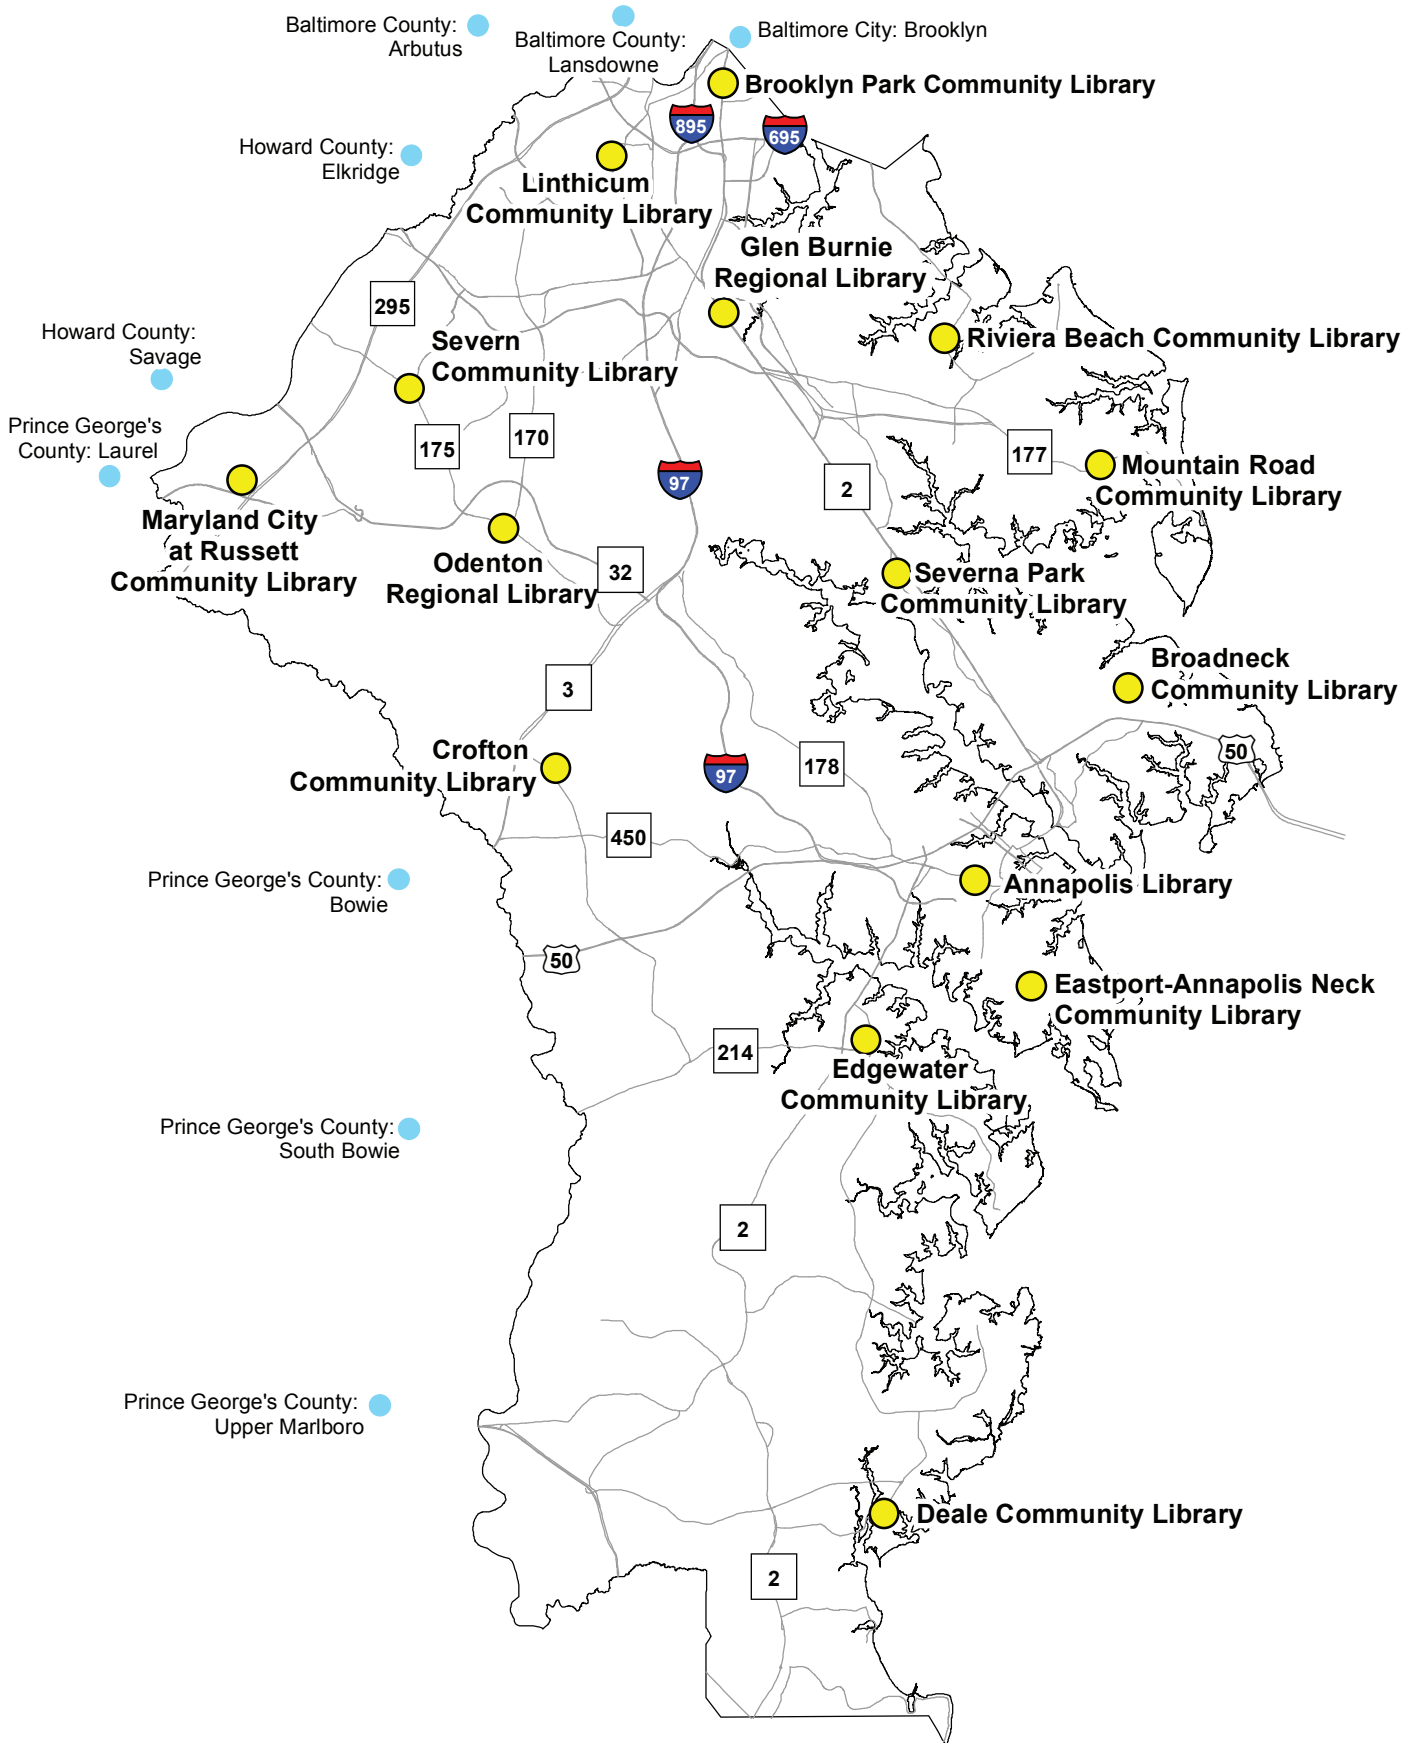 Baltimore County:
Arbutus
Baltimore County:
Lansdowne
Baltimore City: Brooklyn
Brooklyn Park Community Library
895
695
Howard County:
Elkridge
Linthicum
Community Library
Glen Burnie
Regional Library
295
Howard County:
Savage
Severn
Community Library
Riviera Beach Community Library
Prince George's
County: Laurel
175
170
177
97
2
Mountain Road
Community Library
Maryland City
at Russett
Community Library
Odenton
Regional Library
32
Severna Park
Community Library
3
Broadneck
Community Library
Crofton
Community Library
97
178
50
450
Prince George's County:
Bowie
Annapolis Library
50
Eastport-Annapolis Neck
Community Library
214
Edgewater
Community Library
Prince George's County:
South Bowie
2
Prince George's County:
Upper Marlboro
Deale Community Library
2